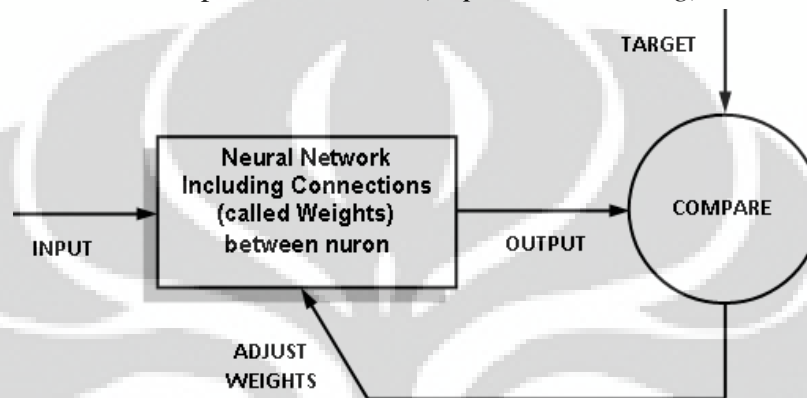 TARGET
Neural Network
Including Connections
(called Weights)
between nuron
COMPARE
INPUT
OUTPUT
ADJUST
WEIGHTS